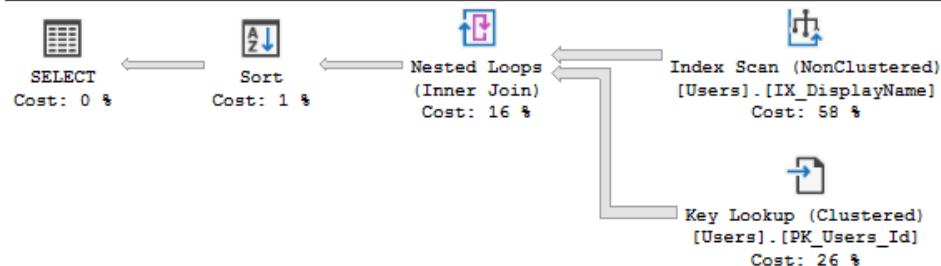 SELECT
Cost: 0 %
Sort
Cost: 1 %
Nested Loops
(Inner Join)
Cost: 16 %
Index Scan (NonClustered)
[Users].[IX_DisplayName]
Cost: 58 %
Key Lookup (Clustered)
[Users].[PK_Users_Id]
Cost: 26 %